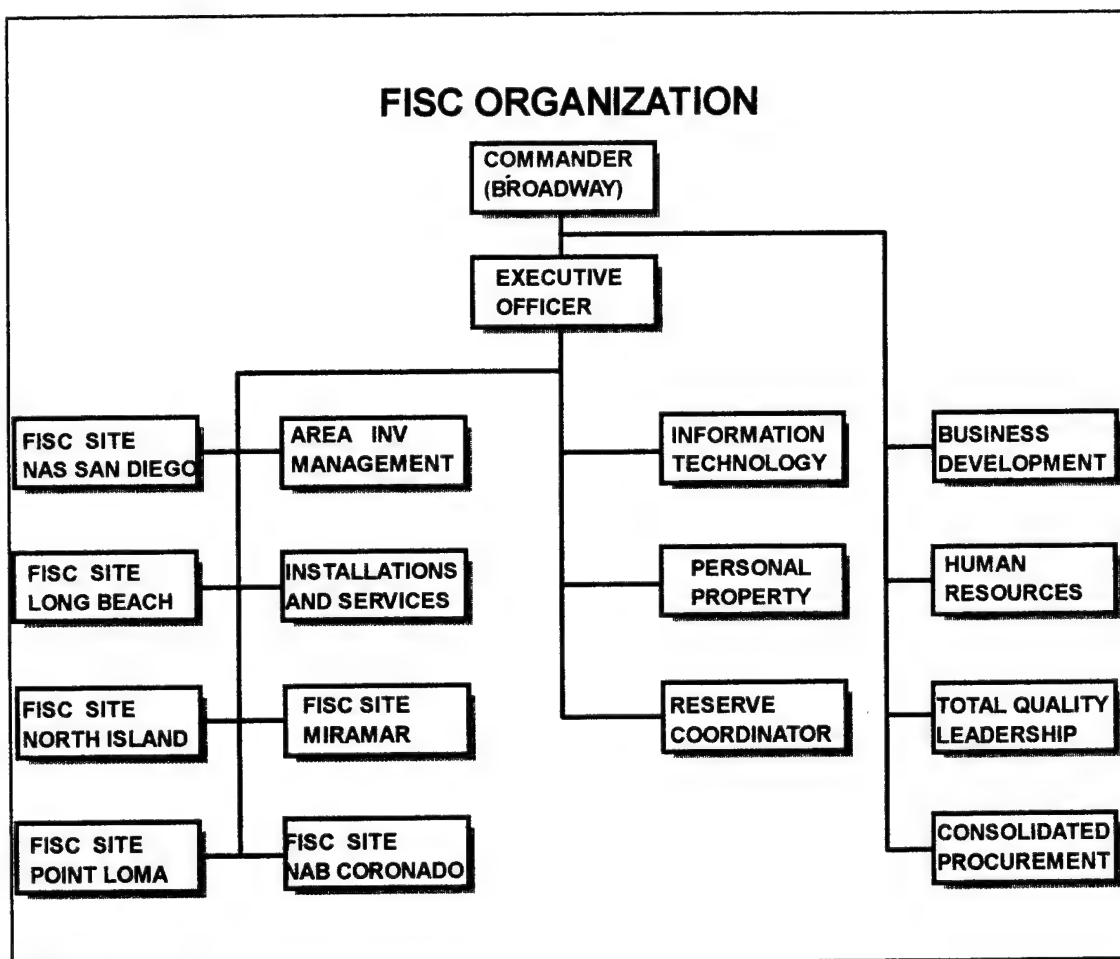 FISC ORGANIZATION
COMMANDER
(BROADWAY)
EXECUTIVE
OFFICER
FISC SITE
NAS SAN DIEGO
AREA INV
MANAGEMENT
INFORMATION
TECHNOLOGY
BUSINESS
DEVELOPMENT
FISC SITE
LONG BEACH
INSTALLATIONS
AND SERVICES
PERSONAL
PROPERTY
HUMAN
RESOURCES
FISC SITE
NORTH ISLAND
FISC SITE
MIRAMAR
RESERVE
COORDINATOR
TOTAL QUALITY
LEADERSHIP
FISC SITE
POINT LOMA
FISC SITE
NAB CORONADO
CONSOLIDATED
PROCUREMENT